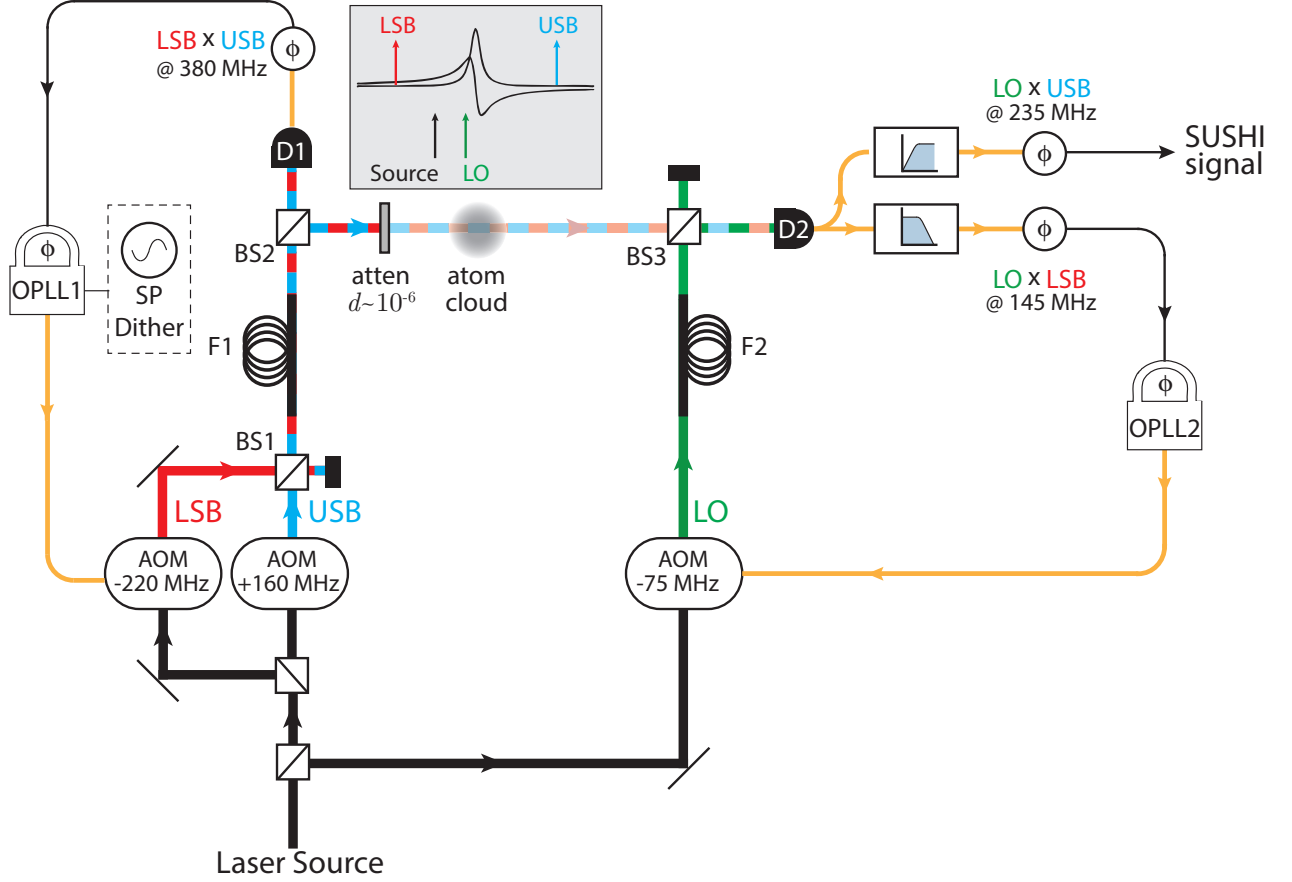 LSB x USB
@ 380 MHz
ϕ
D1
LSB
USB
Source
LO
LO x USB
@ 235 MHz
ϕ
SUSHI
signal
ϕ
OPLL1
SP
Dither
BS2
atten
d~10⁻⁶
atom
cloud
BS3
D2
ϕ
LO x LSB
@ 145 MHz
F1
F2
ϕ
OPLL2
BS1
LSB
USB
LO
AOM
-220 MHz
AOM
+160 MHz
AOM
-75 MHz
Laser Source